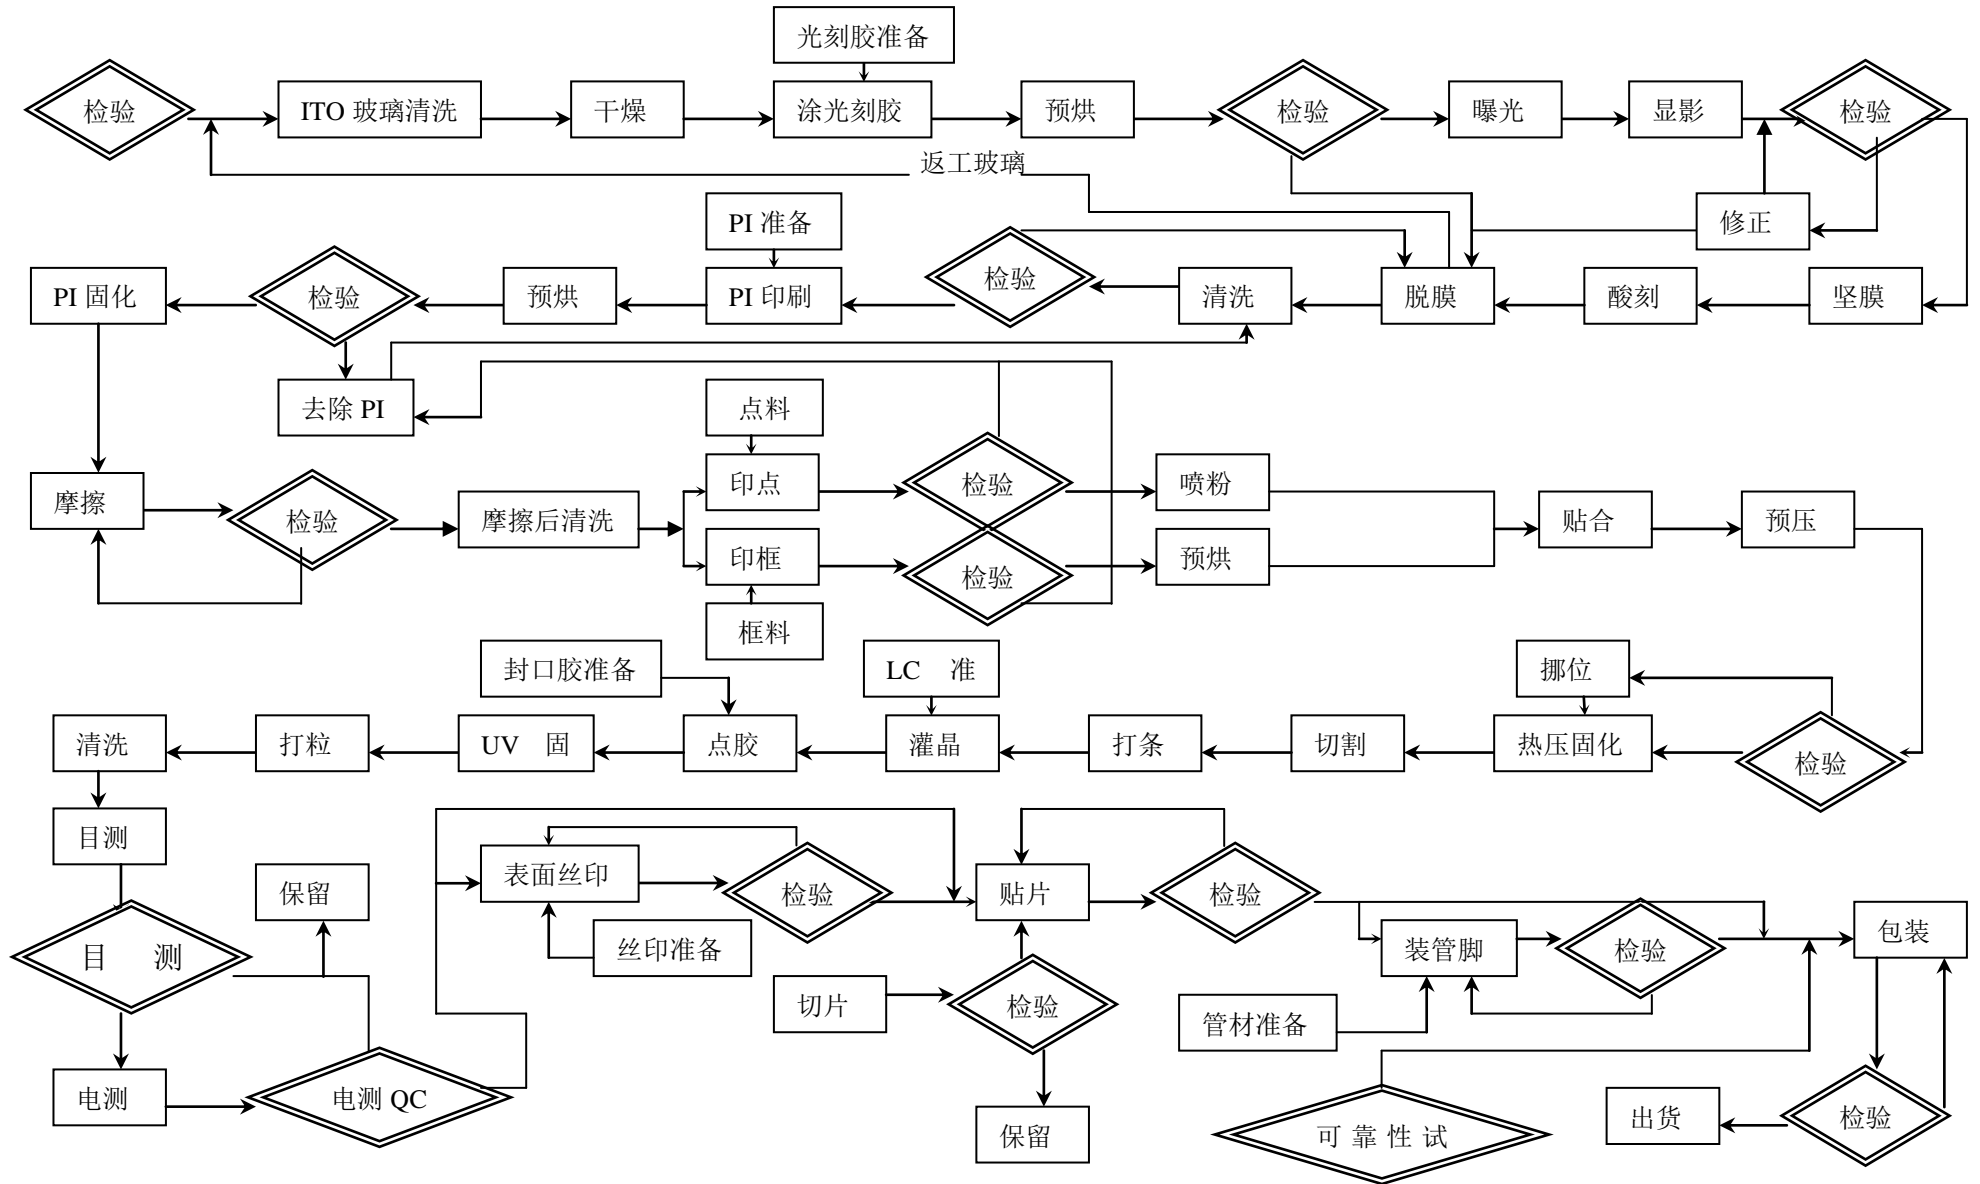 光刻胶准备
检验
ITO 玻璃清洗
干燥
涂光刻胶
预烘
检验
曝光
显影
检验
返工玻璃
PI 准备
修正
PI 固化
检验
预烘
PI 印刷
检验
清洗
脱膜
酸刻
坚膜
去除 PI
点料
摩擦
检验
摩擦后清洗
印点
检验
喷粉
贴合
预压
印框
检验
预烘
框料
封口胶准备
LC 准
挪位
清洗
打粒
UV 固
点胶
灌晶
打条
切割
热压固化
检验
目测
保留
表面丝印
检验
贴片
检验
目 测
丝印准备
装管脚
检验
包装
切片
检验
管材准备
电测
电测 QC
保留
可 靠 性 试
出货
检验